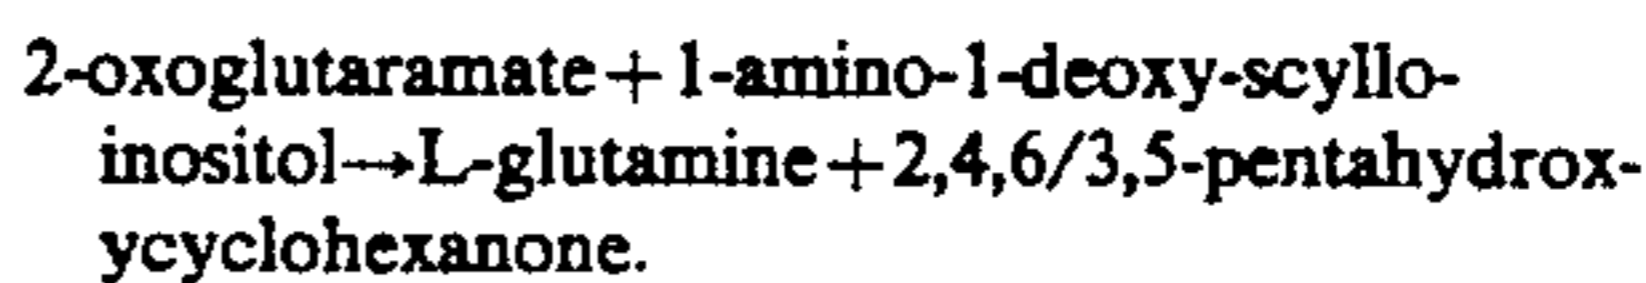 2-oxoglutaramate+1-amino-1-deoxy-scyllo-
inositol→L-glutamine+2,4,6/3,5-pentahydrox-
ycyclohexanone.